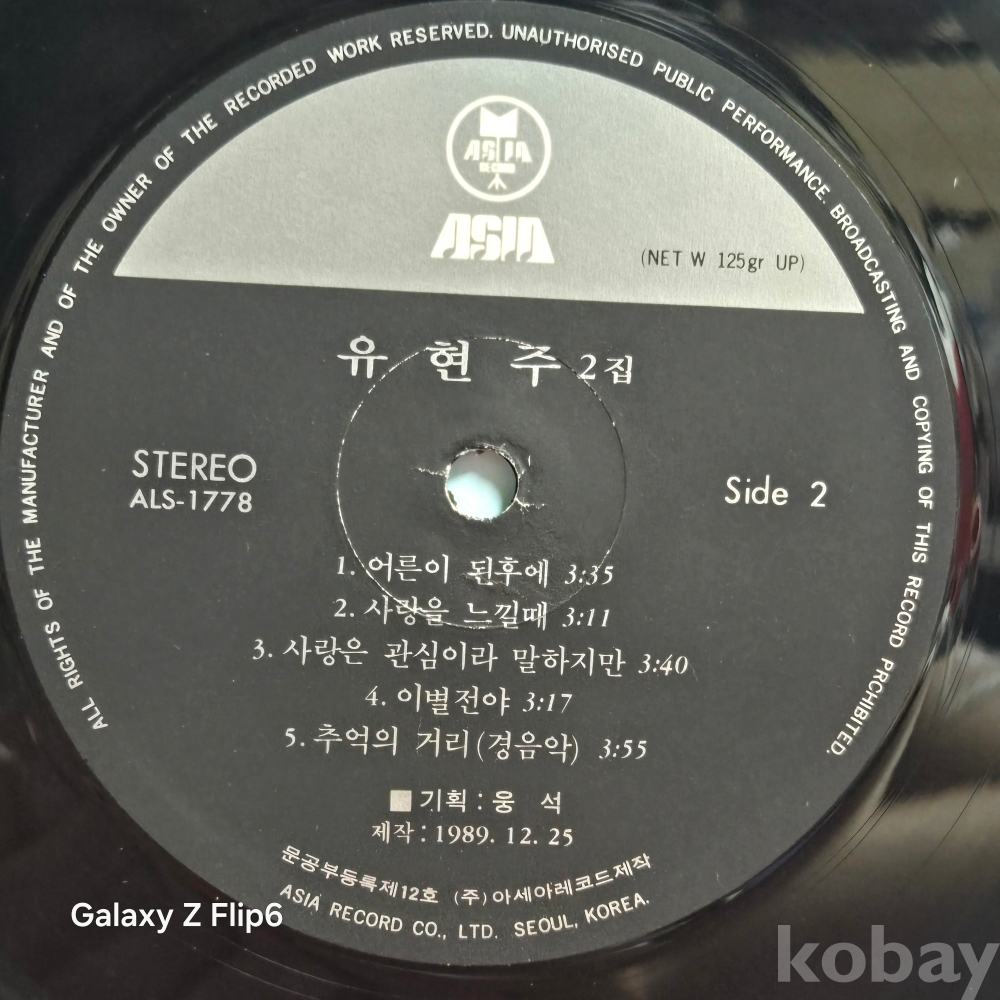 ALL RIGHTS OF THE MANUFACTURER AND OF THE OWNER OF THE RECORDED WORK RESERVED. UNAUTHORISED PUBLIC PERFORMANCE. BROADCASTING AND COPYING OF THIS RECORD PRCHIBITED.
ASIA
RECORD
ASIA
(NET W 125gr UP)
유 현 주 2집
STEREO
ALS-1778
Side 2
1. 어른이 된후에 3:35
2. 사랑을 느낄때 3:11
3. 사랑은 관심이라 말하지만 3:40
4. 이별전야 3:17
5. 추억의 거리(경음악) 3:55
■기획 : 웅 석
제작 : 1989. 12. 25
문공부등록제12호 (주)아세아레코드제작
ASIA RECORD CO., LTD. SEOUL, KOREA.
Galaxy Z Flip6
kobay